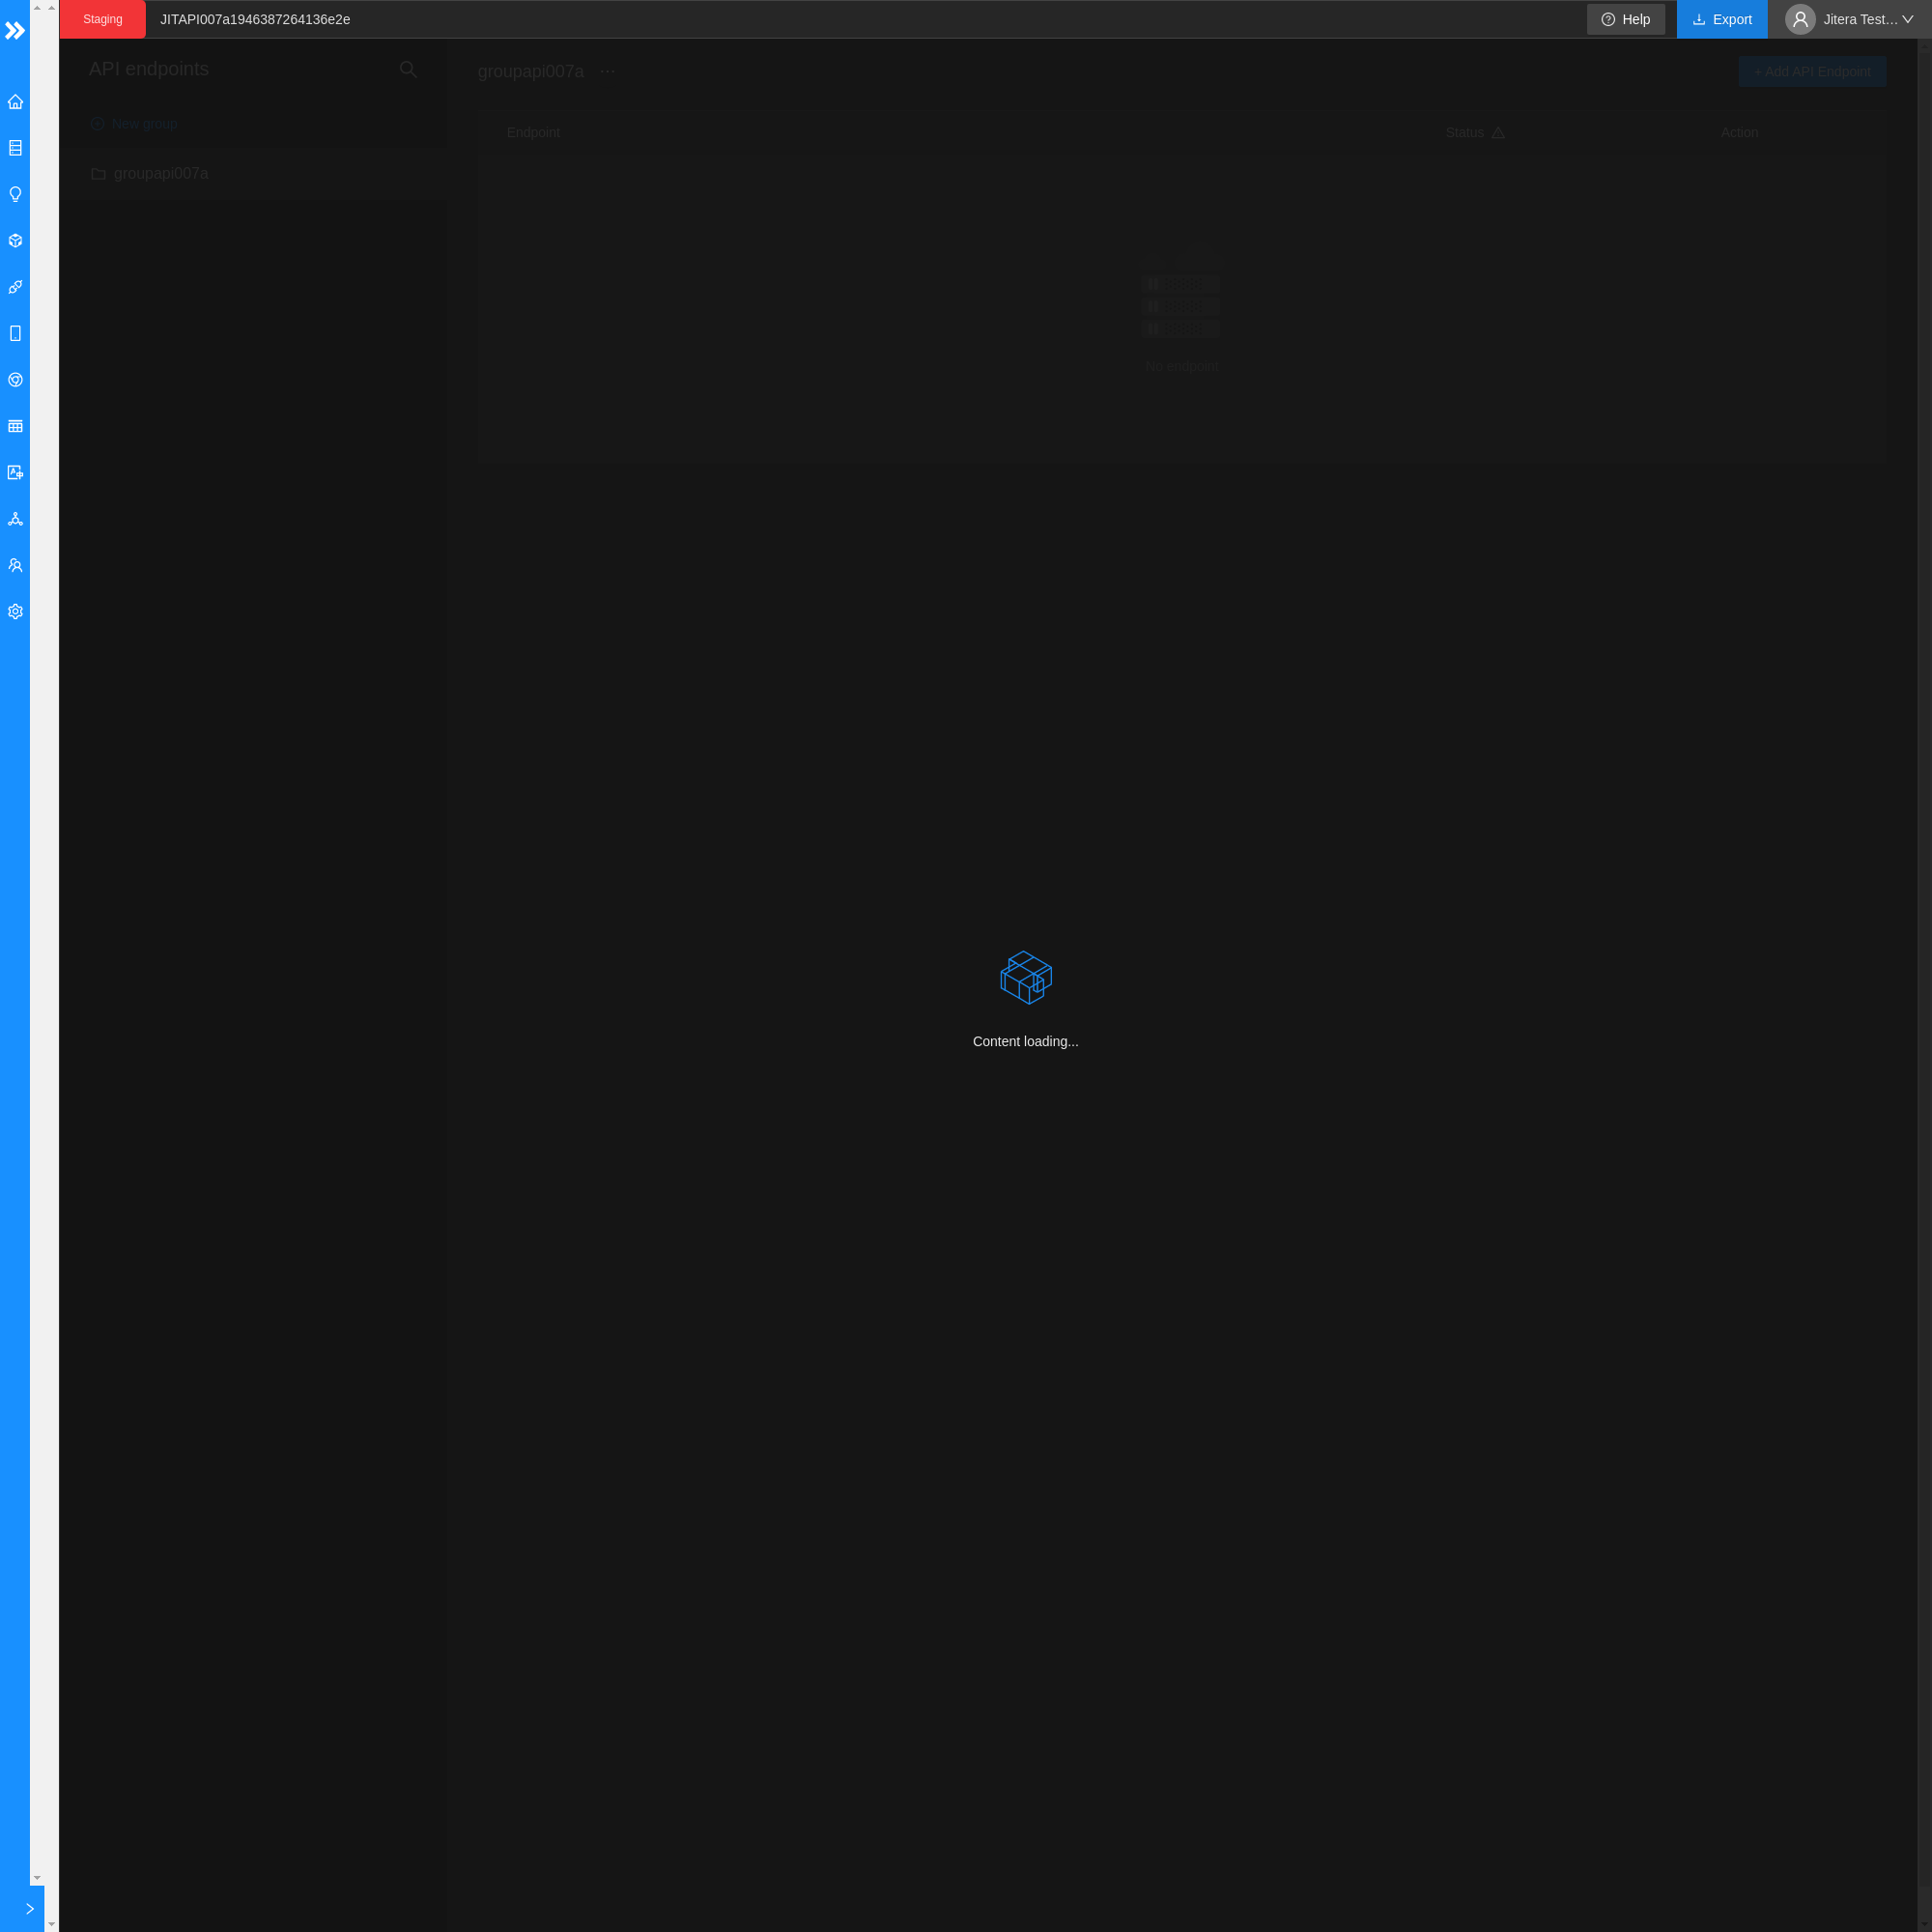 Staging
JITAPI007a1946387264136e2e
Help
Export
Jitera Test...
API endpoints
groupapi007a
+ Add API Endpoint
New group
Endpoint
Status
Action
groupapi007a
No endpoint
Content loading...